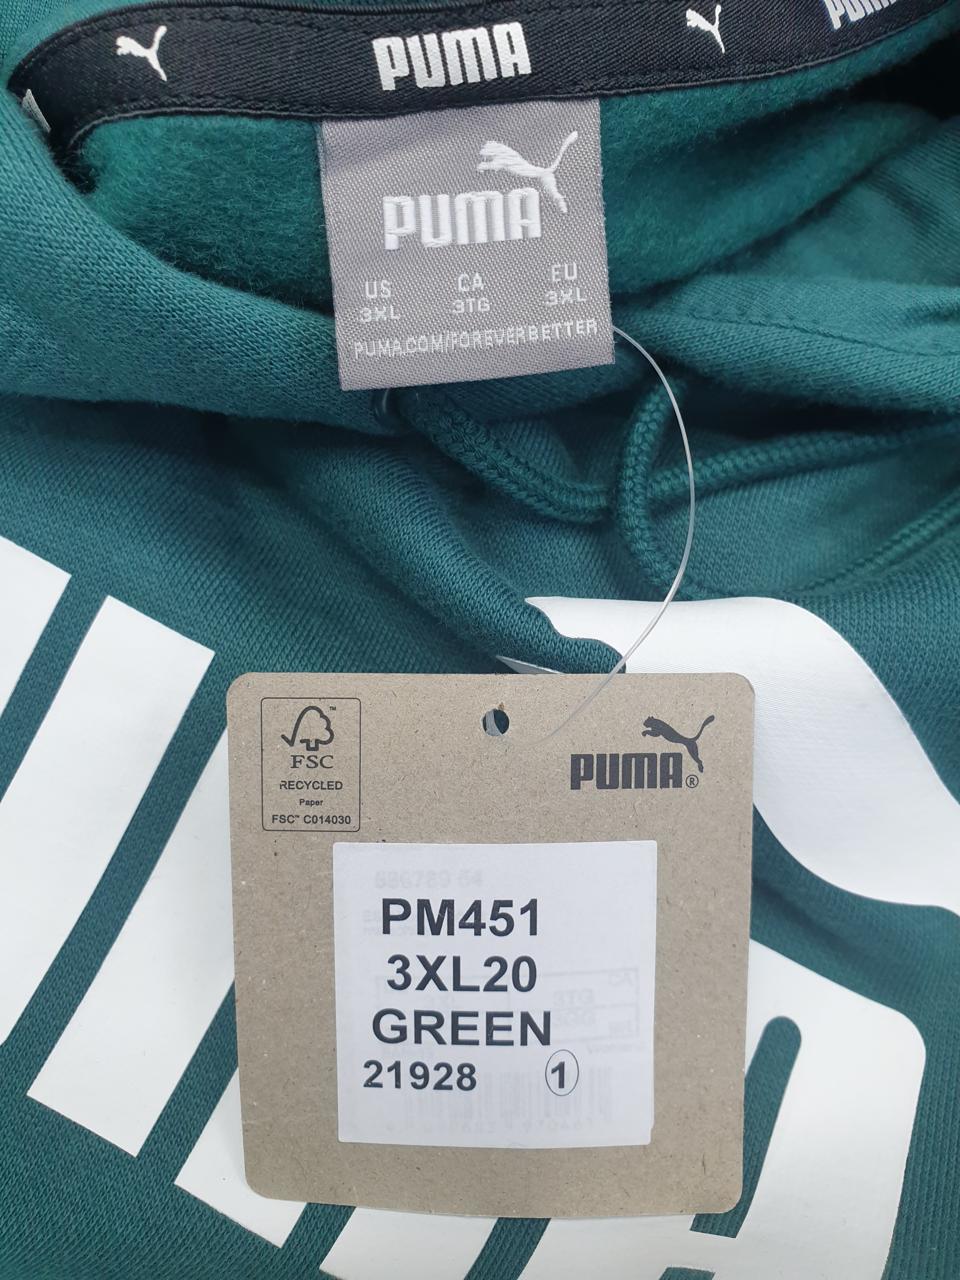 PUMA
PUMA
PUMA
US CA EU
3XL 3TG 3XL
PUMA.COM/FOREVERBETTER
FSC™
RECYCLED
Paper
FSC™ C014030
PUMA®
PM451
3XL20
GREEN
21928 1